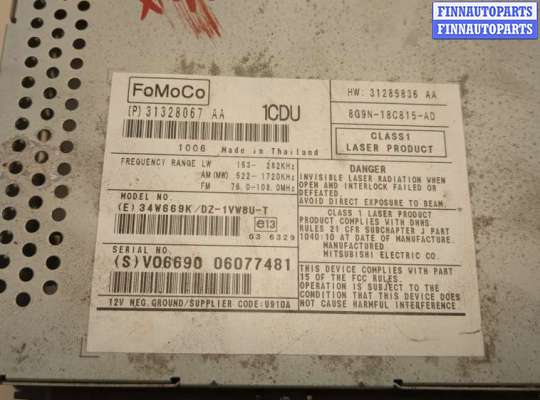 FINNAUTOPARTS
FINNAUTOPARTS
FINNAUTOPARTS
FoMoCo
(P) 31328067 AA
1CDU
HW: 31285836 AA
8G9N-18C815-AD
CLASS1
LASER PRODUCT
1006 Made in Thailand
FREQUENCY RANGE LW 153- 282KHz
AM(MW) 522- 1720KHz
FM 76.0-108.0MHz
MODEL NO.
(E) 34W669K/DZ-1VW8U-T
e13
03 6329
SERIAL NO.
(S) V06690 06077481
12V NEG.GROUND/SUPPLIER CODE:U91DA
DANGER
INVISIBLE LASER RADIATION WHEN
OPEN AND INTERLOCK FAILED OR
DEFEATED.
AVOID DIRECT EXPOSURE TO BEAM.
CLASS 1 LASER PRODUCT
PRODUCT COMPLIES WITH DHHS
RULES 21 CFR SUBCHAPTER J PART
1040:10 AT DATE OF MANUFACTURE.
MANUFACTURED
MITSUBISHI ELECTRIC CO.
THIS DEVICE COMPLIES WITH PART
15 OF THE FCC RULES.
OPERATION IS SUBJECT TO THE
CONDITION THAT THIS DEVICE DOES
NOT CAUSE HARMFUL INTERFERENCE.